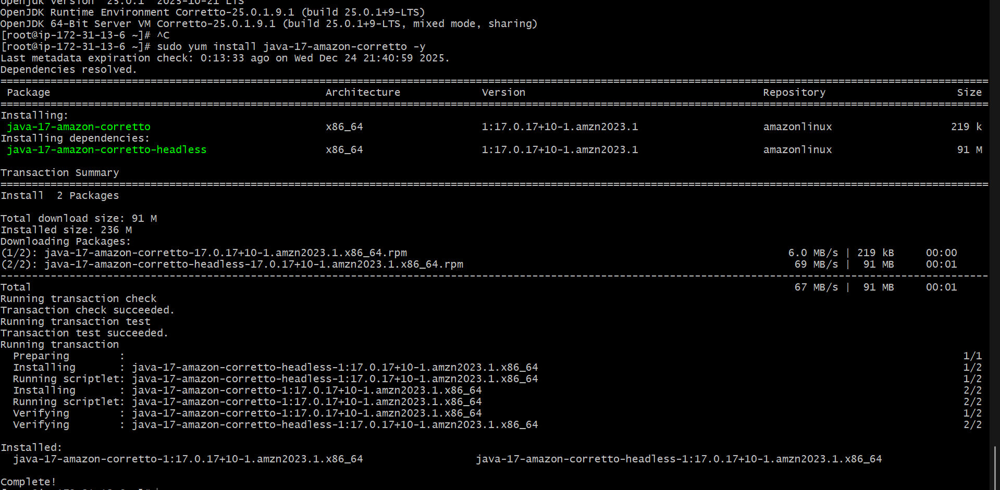 openjdk version "25.0.1" 2025-10-21 LTS
OpenJDK Runtime Environment Corretto-25.0.1.9.1 (build 25.0.1+9-LTS)
OpenJDK 64-Bit Server VM Corretto-25.0.1.9.1 (build 25.0.1+9-LTS, mixed mode, sharing)
[root@ip-172-31-13-6 ~]# ^C
[root@ip-172-31-13-6 ~]# sudo yum install java-17-amazon-corretto -y
Last metadata expiration check: 0:13:33 ago on Wed Dec 24 21:40:59 2025.
Dependencies resolved.
Package Architecture Version Repository Size
Installing:
java-17-amazon-corretto x86_64 1:17.0.17+10-1.amzn2023.1 amazonlinux 219 k
Installing dependencies:
java-17-amazon-corretto-headless x86_64 1:17.0.17+10-1.amzn2023.1 amazonlinux 91 M
Transaction Summary
Install  2 Packages
Total download size: 91 M
Installed size: 236 M
Downloading Packages:
(1/2): java-17-amazon-corretto-17.0.17+10-1.amzn2023.1.x86_64.rpm 6.0 MB/s | 219 kB 00:00
(2/2): java-17-amazon-corretto-headless-17.0.17+10-1.amzn2023.1.x86_64.rpm 69 MB/s | 91 MB 00:01
Total 67 MB/s | 91 MB 00:01
Running transaction check
Transaction check succeeded.
Running transaction test
Transaction test succeeded.
Running transaction
Preparing : 1/1
Installing : java-17-amazon-corretto-headless-1:17.0.17+10-1.amzn2023.1.x86_64 1/2
Running scriptlet: java-17-amazon-corretto-headless-1:17.0.17+10-1.amzn2023.1.x86_64 1/2
Installing : java-17-amazon-corretto-1:17.0.17+10-1.amzn2023.1.x86_64 2/2
Running scriptlet: java-17-amazon-corretto-1:17.0.17+10-1.amzn2023.1.x86_64 2/2
Verifying : java-17-amazon-corretto-1:17.0.17+10-1.amzn2023.1.x86_64 1/2
Verifying : java-17-amazon-corretto-headless-1:17.0.17+10-1.amzn2023.1.x86_64 2/2
Installed:
java-17-amazon-corretto-1:17.0.17+10-1.amzn2023.1.x86_64 java-17-amazon-corretto-headless-1:17.0.17+10-1.amzn2023.1.x86_64
Complete!